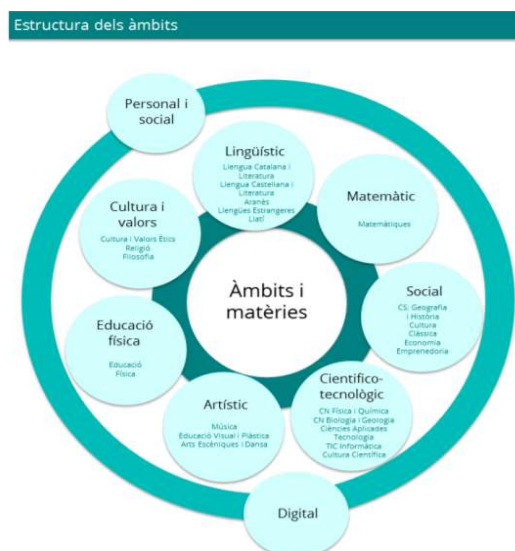 Estructura dels àmbits
Personal i
social
Lingüístic
Llengua Catalana i
Literatura
Llengua Castellana i
Literatura
Aranès
Llengües Estrangeres
Llatí
Matemàtic
Matemàtiques
Cultura i
valors
Cultura i Valors Ètics
Religió
Filosofia
Àmbits i
matèries
Social
CS: Geografia
i Història
Cultura
Clàssica
Economia
Emprenedoria
Educació
física
Educació
Física
Artístic
Música
Educació Visual i Plàstica
Arts Escèniques i Dansa
Cientifico-
tecnològic
CN Física i Química
CN Biologia i Geologia
Ciències Aplicades
Tecnologia
TIC Informàtica
Cultura Científica
Digital